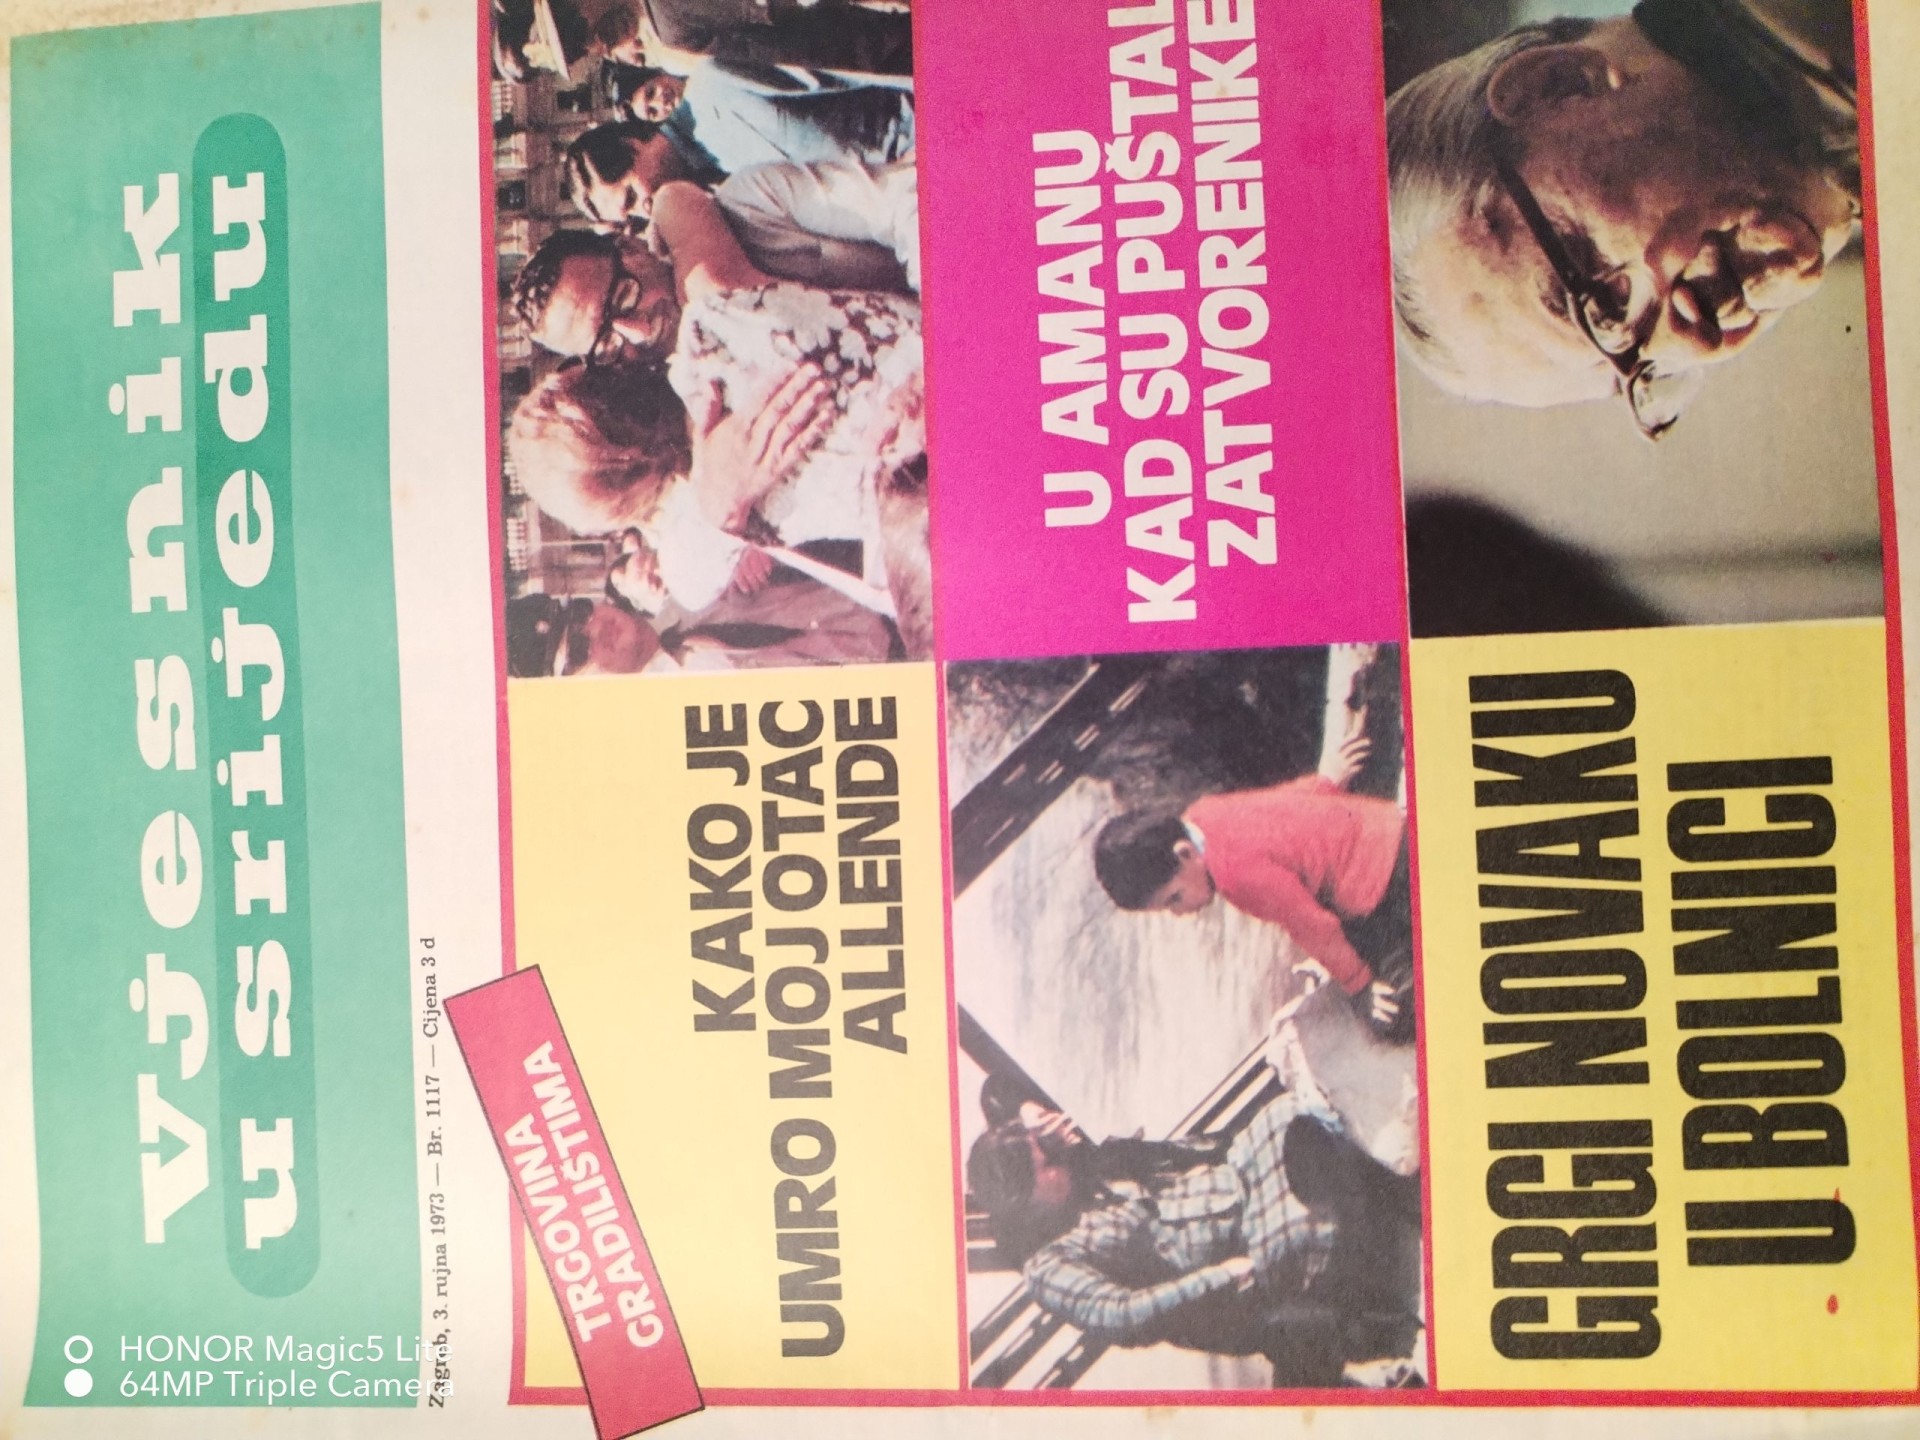 vjesnik
u srijedu
Zagreb, 3. rujna 1973 — Br. 1117 — Cijena 3 d
TRGOVINA
GRADILIŠTIMA
KAKO JE
UMRO MOJ OTAC
ALLENDE
U AMANU
KAD SU PUŠTAL
ZATVORENIKE
GRGI NOVAKU
U BOLNICI
HONOR Magic5 Lite
64MP Triple Camera